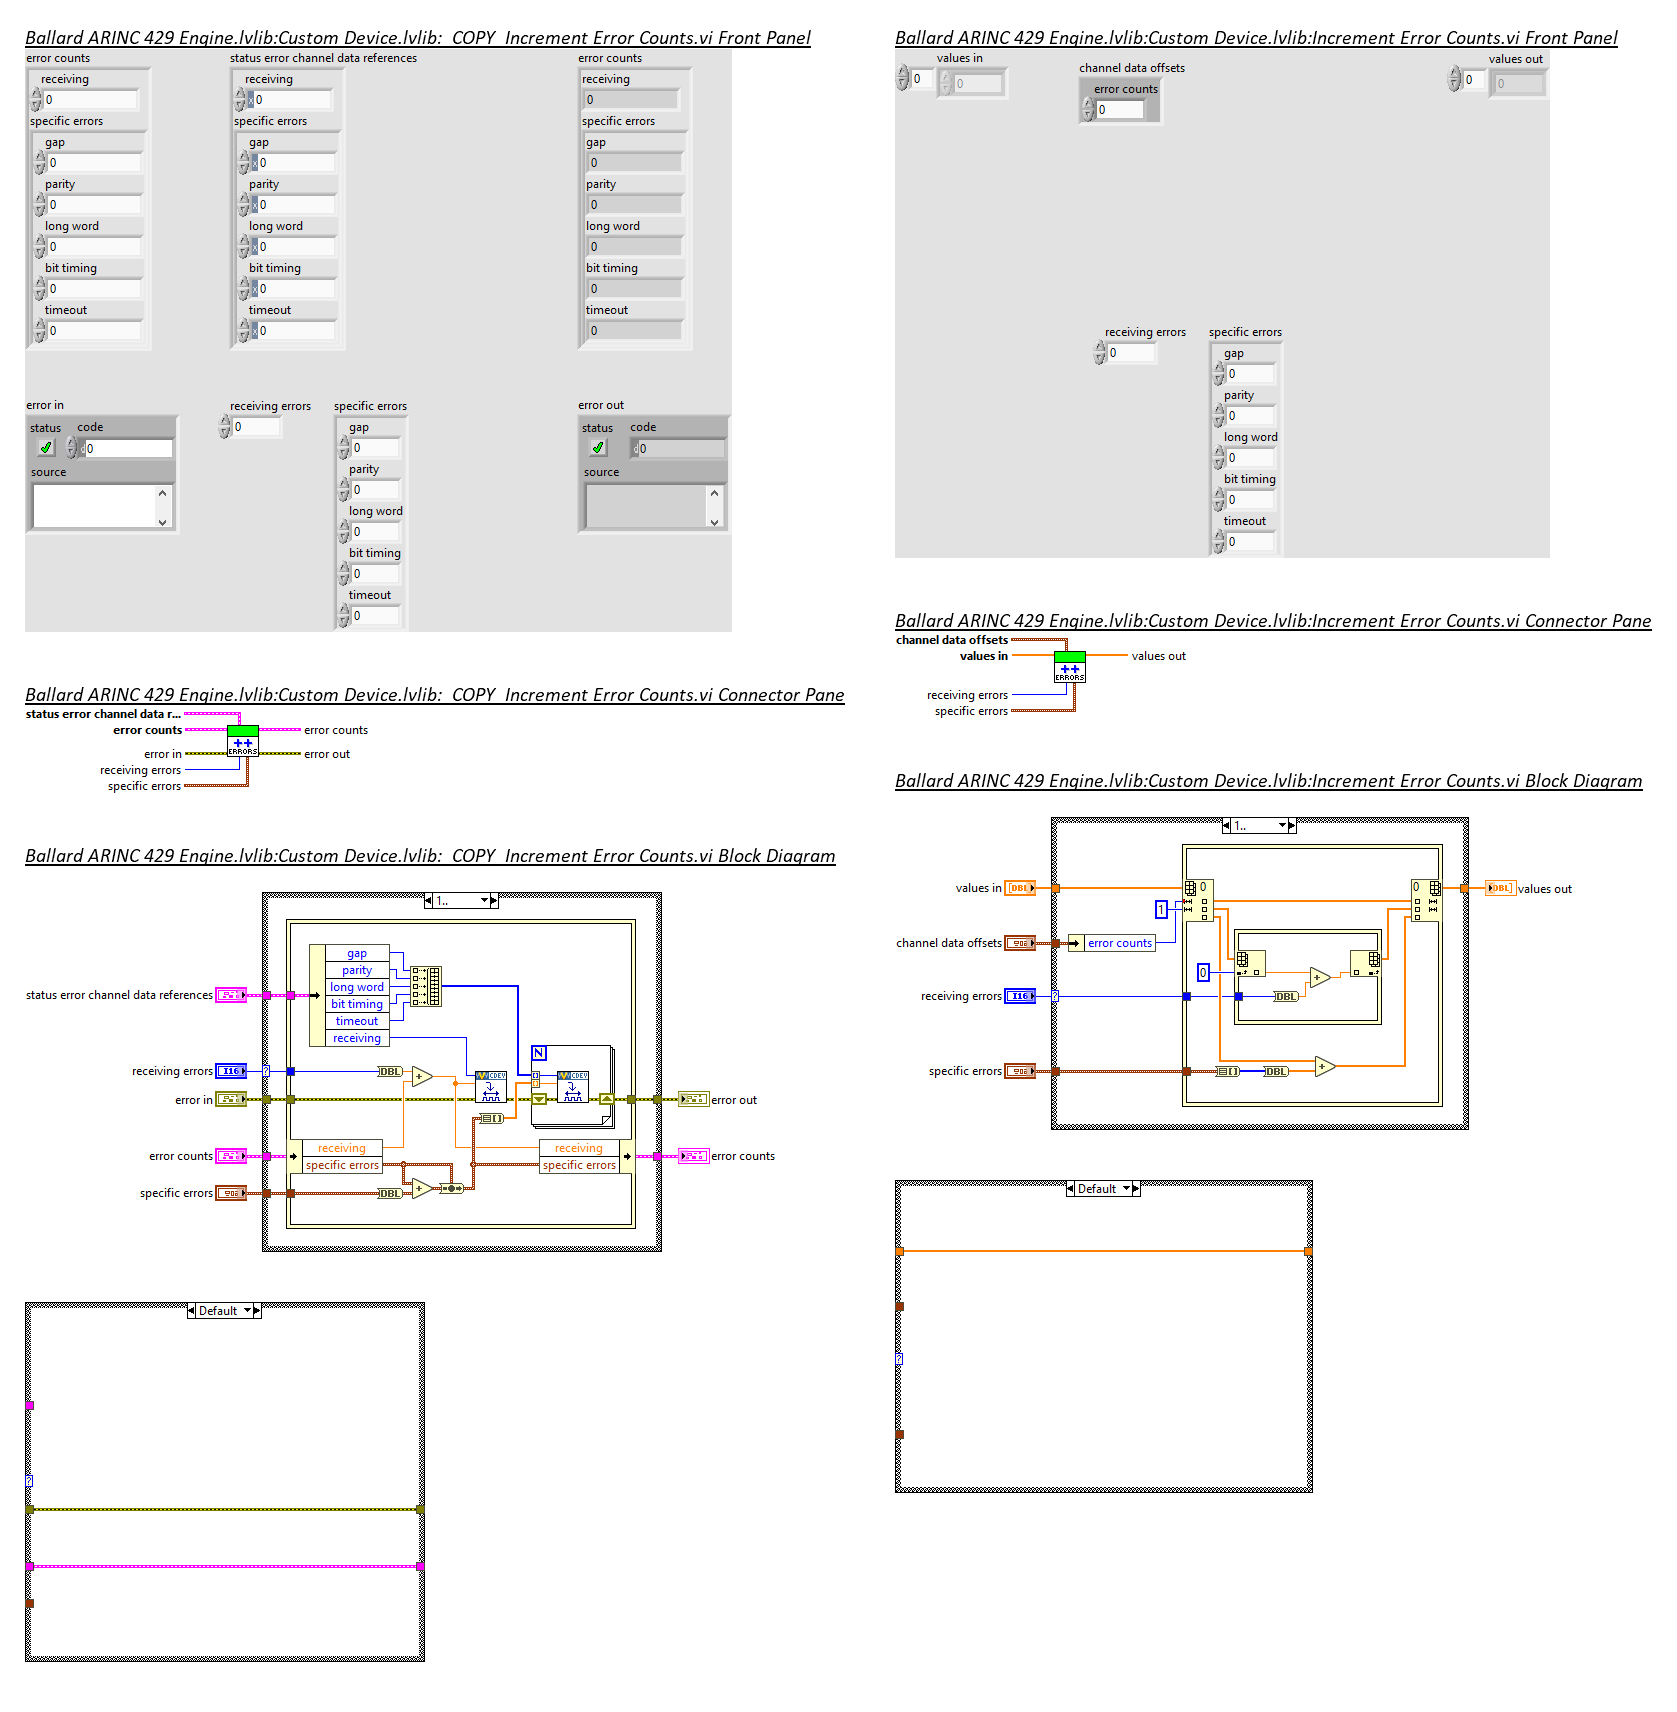 Ballard ARINC 429 Engine.lvlib:Custom Device.lvlib:_COPY_Increment Error Counts.vi Front Panel
error counts
receiving
0
specific errors
gap
0
parity
0
long word
0
bit timing
0
timeout
0
status error channel data references
receiving
x 0
specific errors
gap
x 0
parity
x 0
long word
x 0
bit timing
x 0
timeout
x 0
error counts
receiving
0
specific errors
gap
0
parity
0
long word
0
bit timing
0
timeout
0
error in
status code
d 0
source
receiving errors
0
specific errors
gap
0
parity
0
long word
0
bit timing
0
timeout
0
error out
status code
d 0
source
Ballard ARINC 429 Engine.lvlib:Custom Device.lvlib:_COPY_Increment Error Counts.vi Connector Pane
status error channel data r...
error counts
error in
receiving errors
specific errors
++
ERRORS
error counts
error out
Ballard ARINC 429 Engine.lvlib:Custom Device.lvlib:_COPY_Increment Error Counts.vi Block Diagram
1..
gap
parity
long word
bit timing
timeout
receiving
status error channel data references
N
receiving errors
I16
?
DBL
+
CDEV
CDEV
error in
error out
error counts
receiving
specific errors
receiving
specific errors
error counts
specific errors
DBL
+
Default
?
Ballard ARINC 429 Engine.lvlib:Custom Device.lvlib:Increment Error Counts.vi Front Panel
values in
0
0
channel data offsets
error counts
0
values out
0
0
receiving errors
0
specific errors
gap
0
parity
0
long word
0
bit timing
0
timeout
0
Ballard ARINC 429 Engine.lvlib:Custom Device.lvlib:Increment Error Counts.vi Connector Pane
channel data offsets
values in
receiving errors
specific errors
++
ERRORS
values out
Ballard ARINC 429 Engine.lvlib:Custom Device.lvlib:Increment Error Counts.vi Block Diagram
1..
values in
[DBL]
0
0
[DBL]
values out
1
channel data offsets
error counts
0
+
receiving errors
I16
?
DBL
specific errors
DBL
+
Default
?